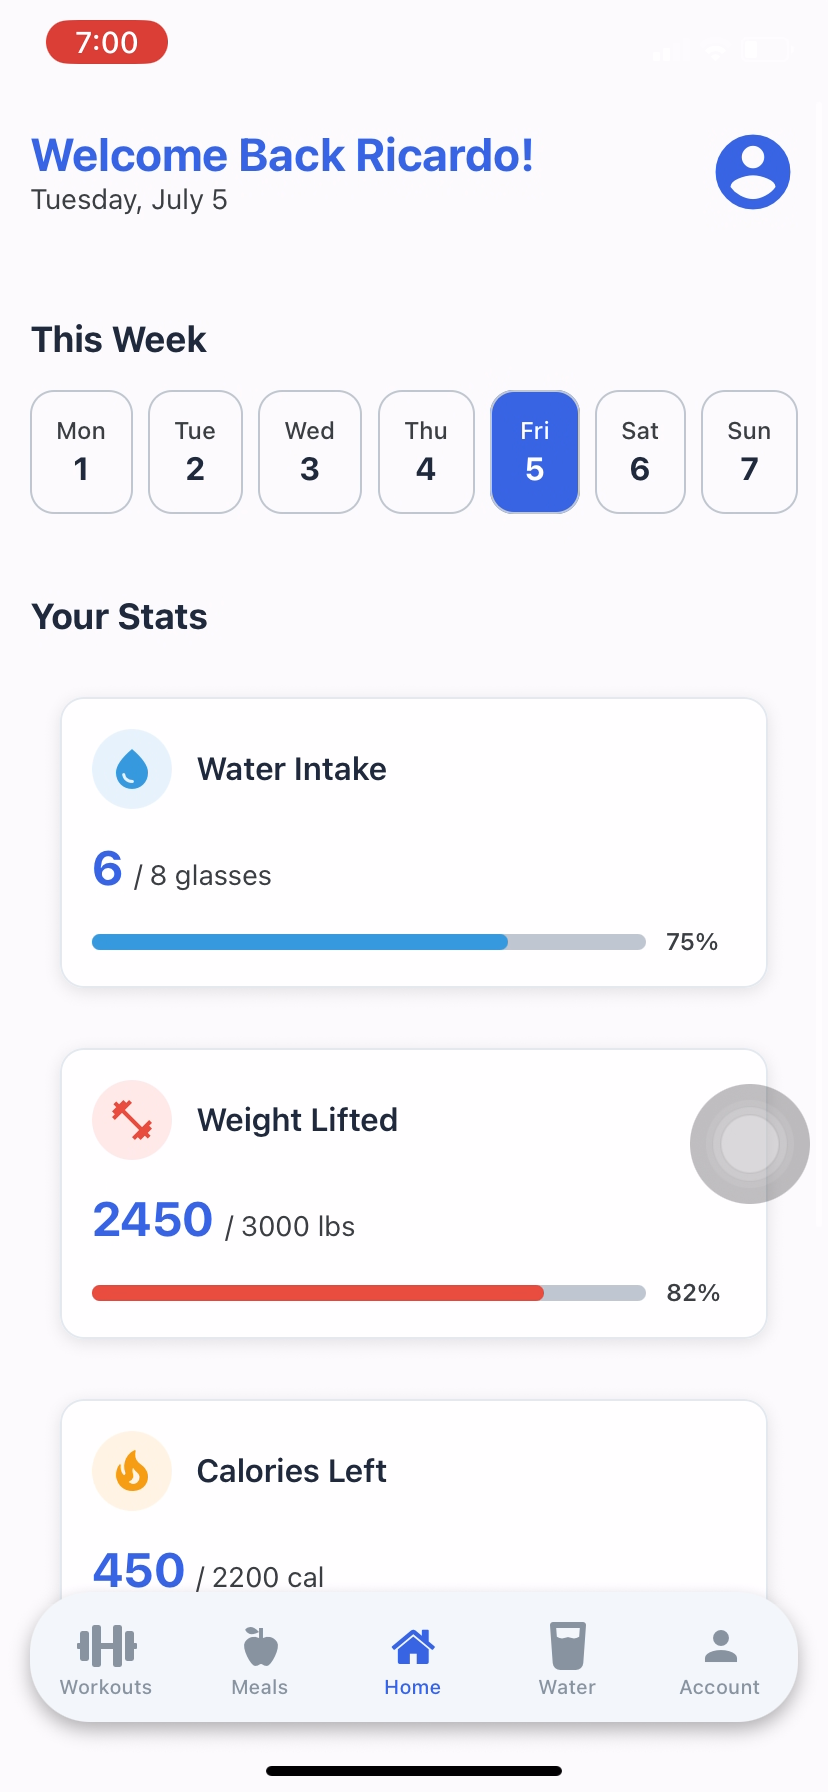 7:00
Welcome Back Ricardo!
Tuesday, July 5
This Week
Mon Tue Wed Thu Fri Sat Sun
1 2 3 4 5 6 7
Your Stats
Water Intake
6 / 8 glasses
75%
Weight Lifted
2450 / 3000 lbs
82%
Calories Left
450 / 2200 cal
Workouts Meals Home Water Account